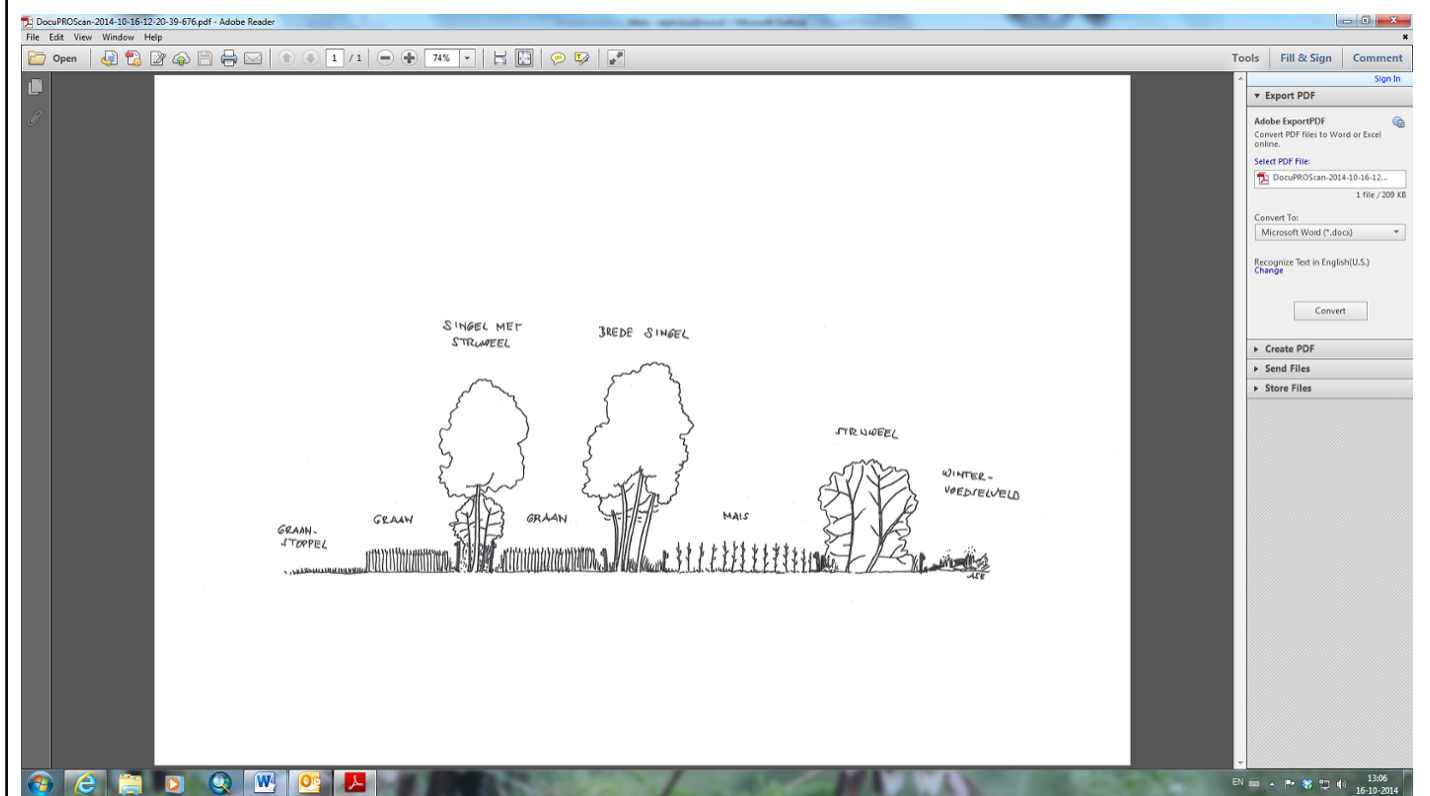 DocuPROScan-2014-10-16-12-20-39-676.pdf - Adobe Reader
File Edit View Window Help
Open 1 / 1 74% Tools Fill & Sign Comment
Sign In
Export PDF
Adobe ExportPDF
Convert PDF files to Word or Excel
online.
Select PDF File:
DocuPROScan-2014-10-16-12...
1 file / 209 KB
Convert To:
Microsoft Word (*.docx)
Recognize Text in English(U.S.)
Change
Convert
Create PDF
Send Files
Store Files
SINGEL MET
STRUWEEL
BREDE SINGEL
STRUWEEL
WINTER-
VOEDSELVELD
GRAAN-
STOPPEL
GRAAN
GRAAN
MAIS
EN
13:06
16-10-2014